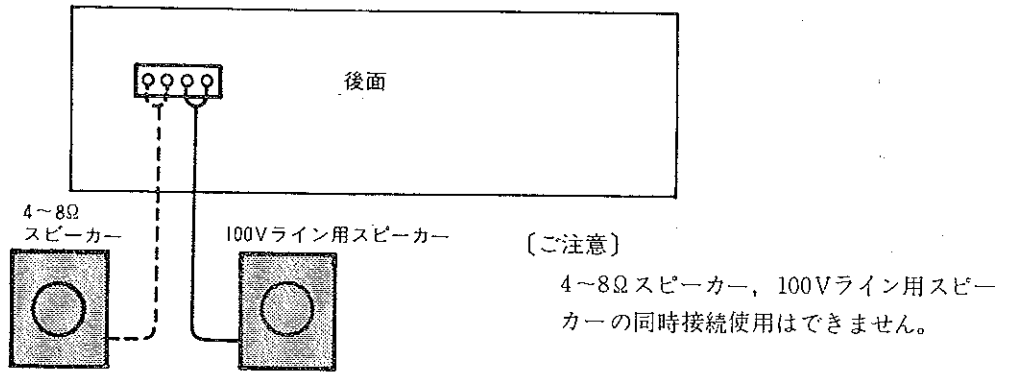 後面
4～8Ω
スピーカー
100Vライン用スピーカー
〔ご注意〕
4～8Ωスピーカー，100Vライン用スピー
カーの同時接続使用はできません。